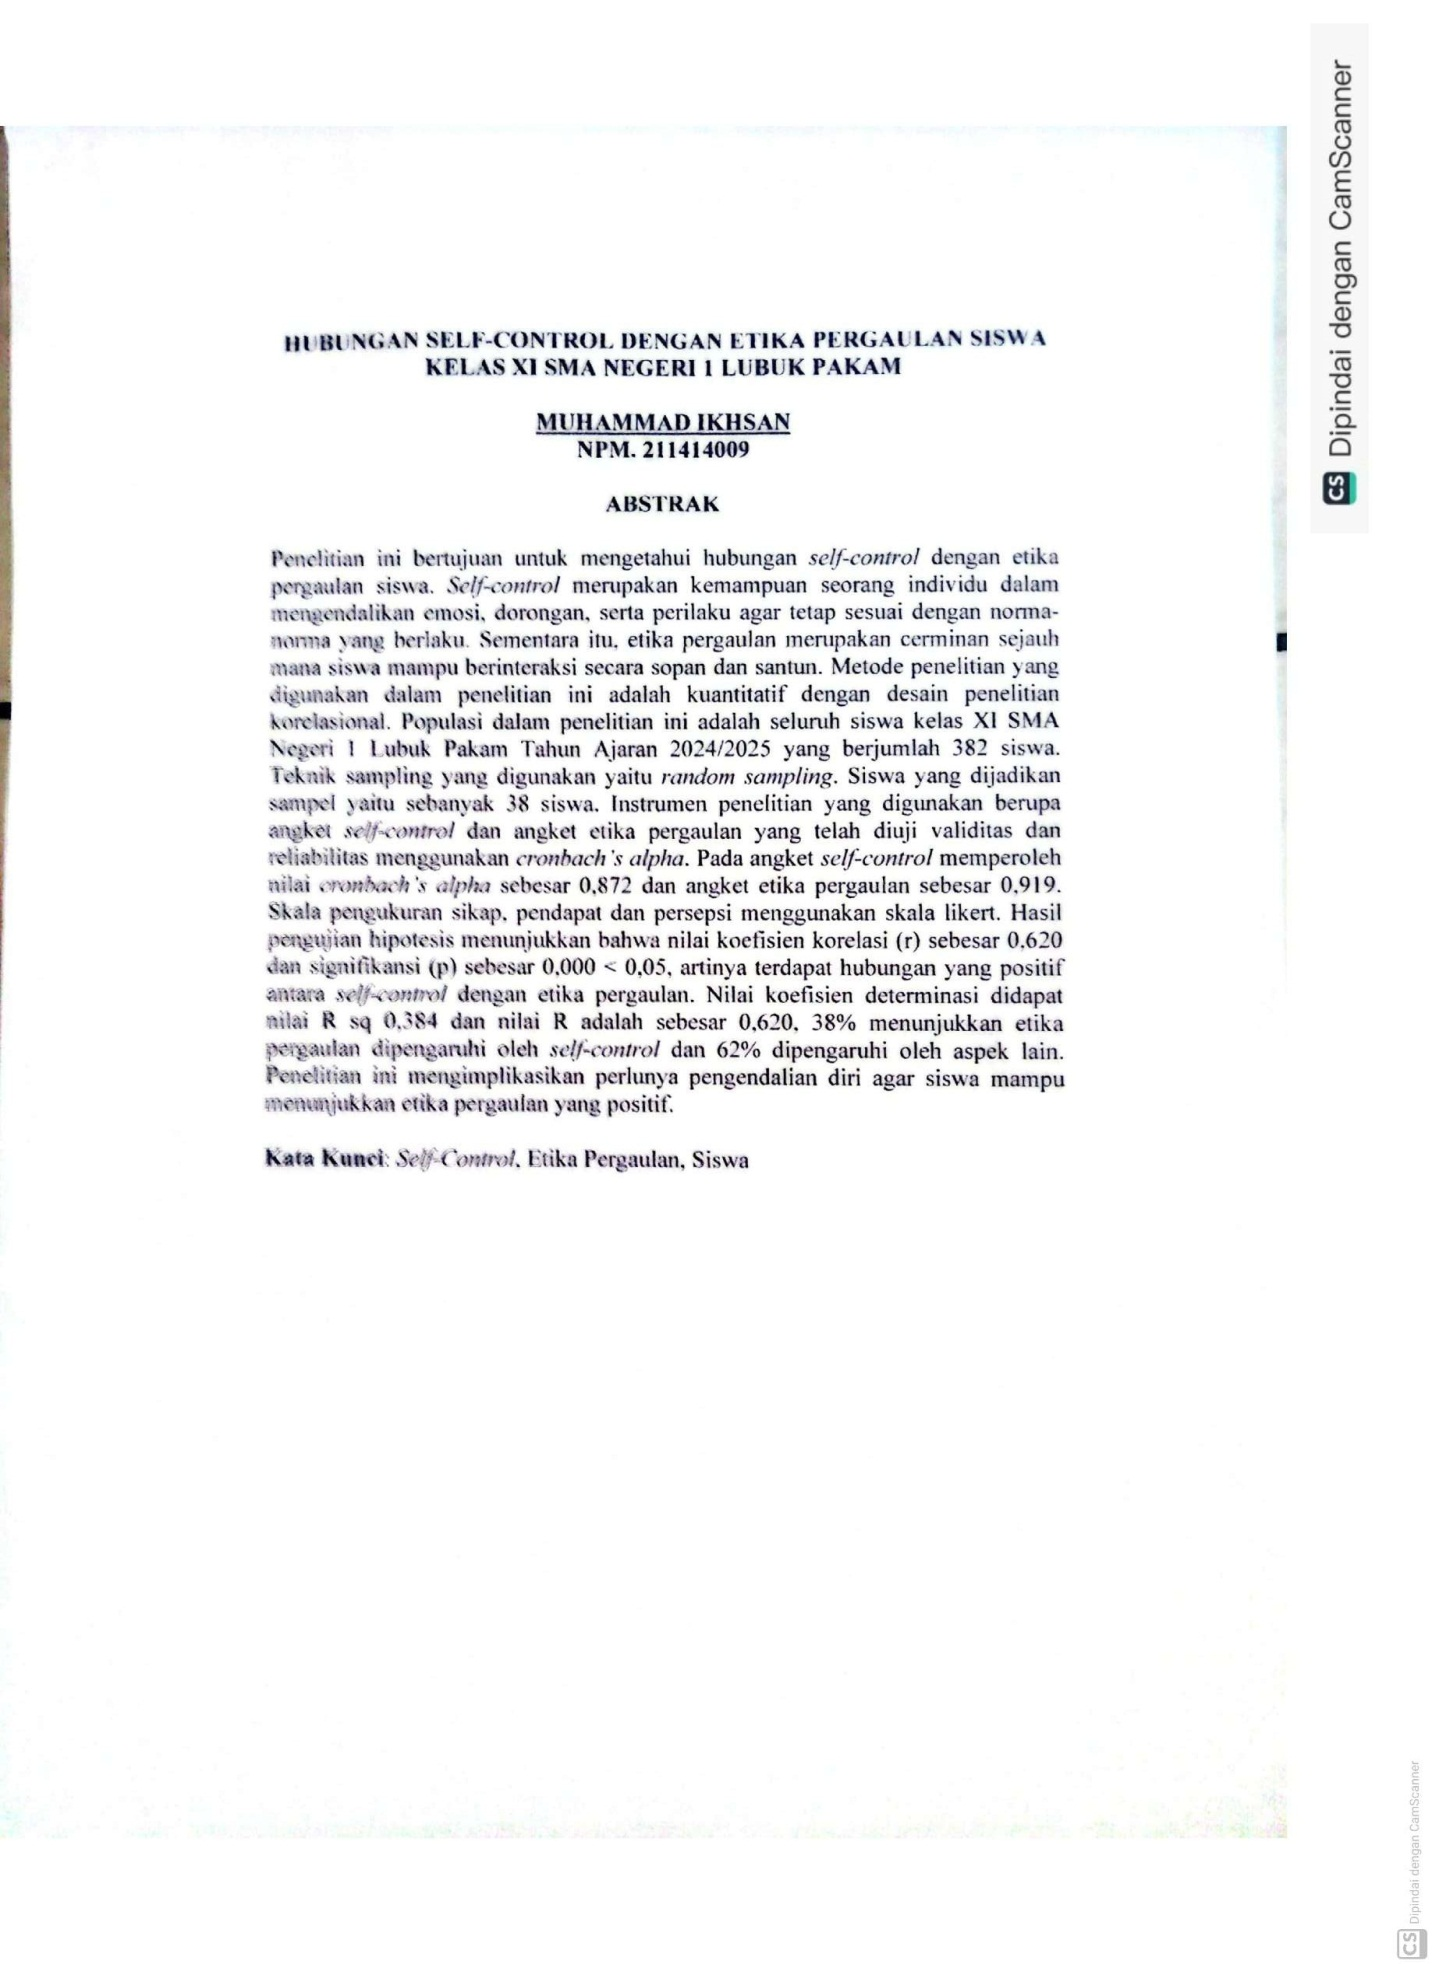 HUBUNGAN SELF-CONTROL DENGAN ETIKA PERGAULAN SISWA
KELAS XI SMA NEGERI 1 LUBUK PAKAM
MUHAMMAD IKHSAN
NPM. 211414009
ABSTRAK
Penelitian ini bertujuan untuk mengetahui hubungan self-control dengan etika
pergaulan siswa. Self-control merupakan kemampuan seorang individu dalam
mengendalikan emosi, dorongan, serta perilaku agar tetap sesuai dengan norma-
norma yang berlaku. Sementara itu, etika pergaulan merupakan cerminan sejauh
mana siswa mampu berinteraksi secara sopan dan santun. Metode penelitian yang
digunakan dalam penelitian ini adalah kuantitatif dengan desain penelitian
korelasional. Populasi dalam penelitian ini adalah seluruh siswa kelas XI SMA
Negeri 1 Lubuk Pakam Tahun Ajaran 2024/2025 yang berjumlah 382 siswa.
Teknik sampling yang digunakan yaitu random sampling. Siswa yang dijadikan
sampel yaitu sebanyak 38 siswa. Instrumen penelitian yang digunakan berupa
angket self-control dan angket etika pergaulan yang telah diuji validitas dan
reliabilitas menggunakan cronbach's alpha. Pada angket self-control memperoleh
nilai cronbach's alpha sebesar 0,872 dan angket etika pergaulan sebesar 0,919.
Skala pengukuran sikap, pendapat dan persepsi menggunakan skala likert. Hasil
pengujian hipotesis menunjukkan bahwa nilai koefisien korelasi (r) sebesar 0,620
dan signifikansi (p) sebesar 0,000 < 0,05, artinya terdapat hubungan yang positif
antara self-control dengan etika pergaulan. Nilai koefisien determinasi didapat
nilai R sq 0,384 dan nilai R adalah sebesar 0,620, 38% menunjukkan etika
pergaulan dipengaruhi oleh self-control dan 62% dipengaruhi oleh aspek lain.
Penelitian ini mengimplikasikan perlunya pengendalian diri agar siswa mampu
menunjukkan etika pergaulan yang positif.
Kata Kunci: Self-Control, Etika Pergaulan, Siswa
CS Dipindai dengan CamScanner
CS Dipindai dengan CamScanner